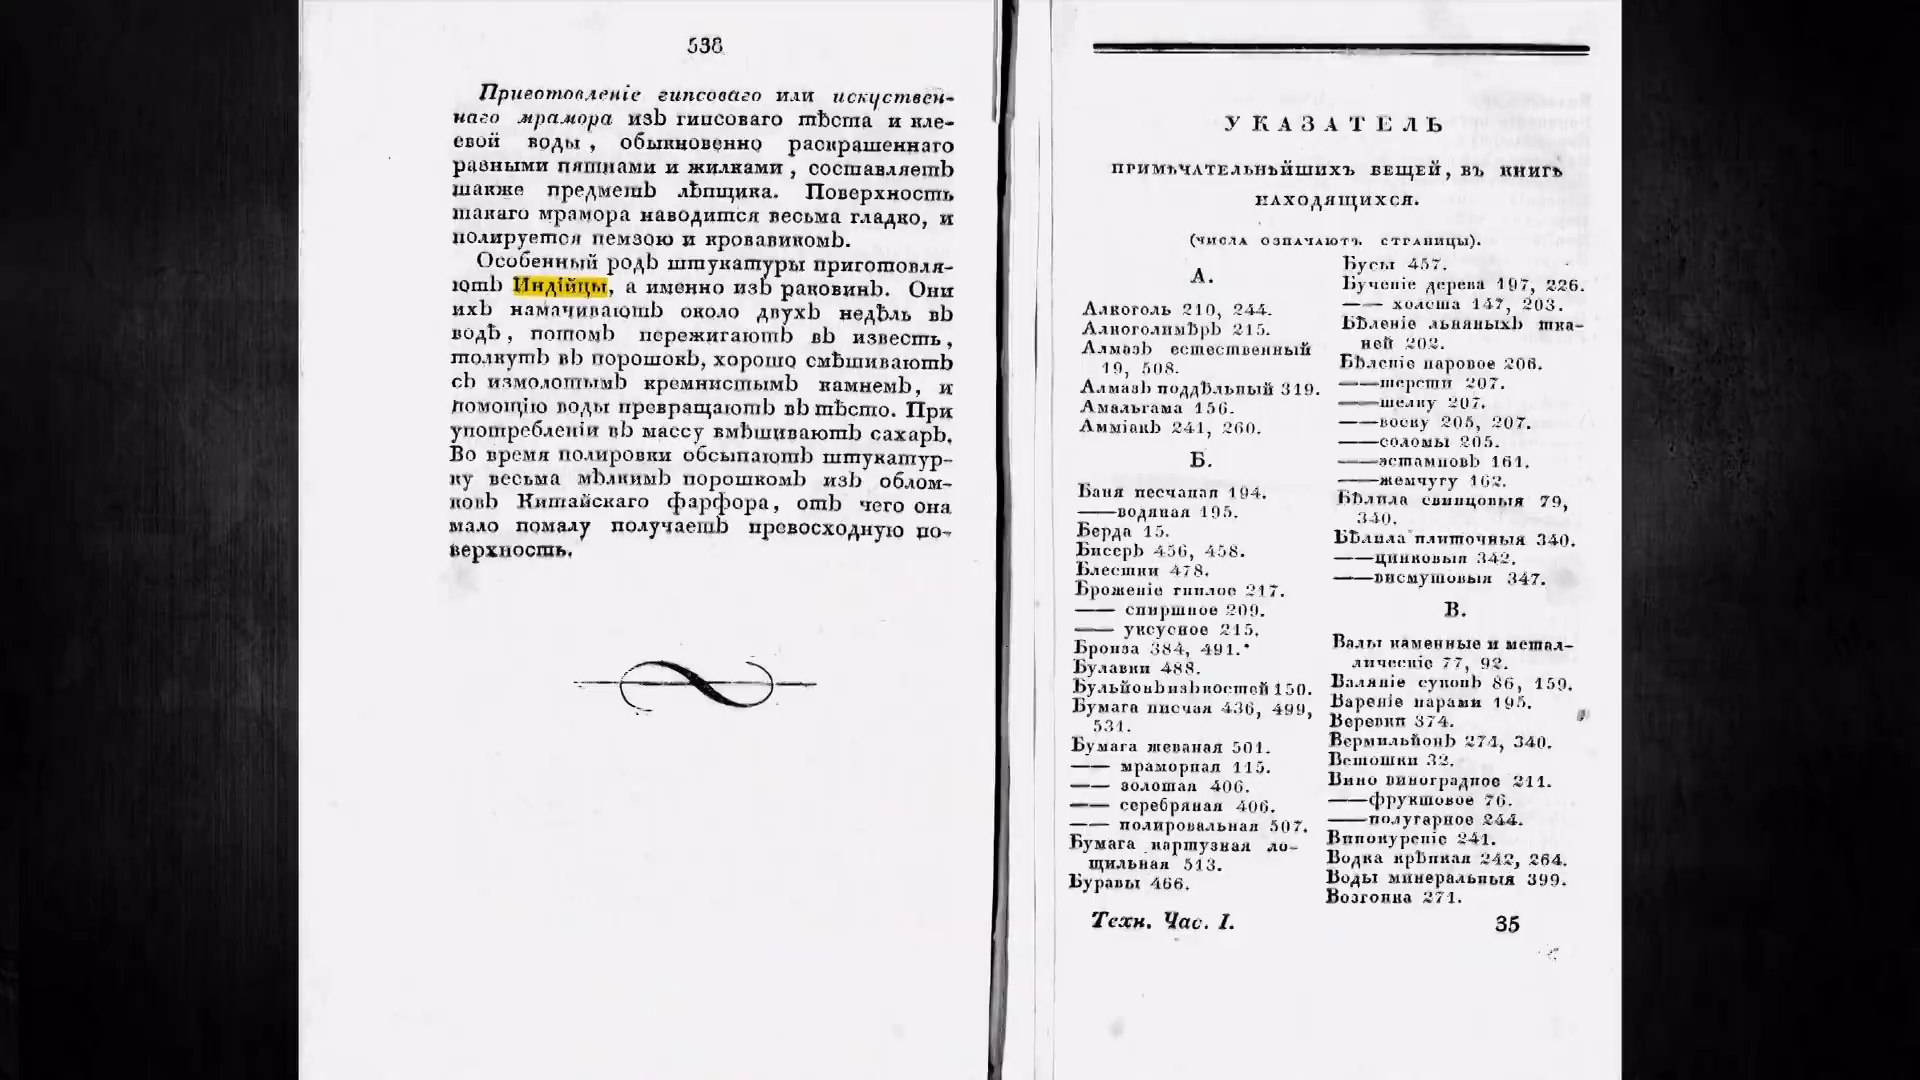 538
Приготовленіе гипсоваго или искуствен-
наго мрамора изъ гипсоваго тѣста и кле-
евой воды , обыкновенно раскрашеннаго
разными пятнами и жилками , составляетъ
также предметъ лѣпщика. Поверхность
такаго мрамора наводится весьма гладко, и
полируется пемзою и кровавикомъ.
Особенный родъ штукатуры приготовля-
ютъ Индійцы, а именно изъ раковинъ. Они
ихъ намачиваютъ около двухъ недѣль въ
водѣ , потомъ пережигаютъ въ известь ,
толкутъ въ порошокъ, хорошо смѣшиваютъ
съ измолотымъ кремнистымъ камнемъ, и
помощію воды превращаютъ въ тѣсто. При
употребленіи въ массу вмѣшиваютъ сахаръ.
Во время полировки обсыпаютъ штукатур-
ку весьма мѣлкимъ порошкомъ изъ облом-
ковъ Китайскаго фарфора, отъ чего она
мало помалу получаетъ превосходную по-
верхность.
УКАЗАТЕЛЬ
ПРИМѢЧАТЕЛЬНѢЙШИХЪ ВЕЩЕЙ, ВЪ КНИГѢ
НАХОДЯЩИХСЯ.
(ЧИСЛА ОЗНАЧАЮТЪ СТРАНИЦЫ).
А.
Алкоголь 210, 244.
Алкоголимѣръ 215.
Алмазъ естественный
19, 508.
Алмазъ поддѣльный 319.
Амальгама 156.
Амміакъ 241, 260.
Б.
Баня песчаная 194.
—— водяная 195.
Берда 15.
Бисеръ 456, 458.
Блестки 478.
Броженіе гнилое 217.
—— спиртное 209.
—— уксусное 215.
Бронза 384, 491.
Булавки 488.
Бульйонъ изъ костей 150.
Бумага писчая 436, 499,
531.
Бумага жеваная 501.
—— мраморная 115.
—— золотая 406.
—— серебряная 406.
—— полировальная 507.
Бумага картузная ло-
щильная 513.
Буравы 466.
Бусы 457.
Бученіе дерева 197, 226.
—— холста 147, 203.
Бѣленіе льняныхъ тка-
ней 202.
Бѣленіе паровое 206.
—— шерсти 207.
—— шелку 207.
—— воску 205, 207.
—— соломы 205.
—— эстамповъ 161.
—— жемчугу 162.
Бѣлила свинцовыя 79,
340.
Бѣлила плиточныя 340.
—— цинковыя 342.
—— висмутовыя 347.
В.
Валы каменные и метал-
лическіе 77, 92.
Валяніе суконъ 86, 159.
Вареніе парами 195.
Веревки 374.
Вермильйонъ 274, 340.
Ветошки 32.
Вино виноградное 211.
—— фруктовое 76.
—— полугарное 244.
Винокуреніе 241.
Водка крѣпкая 242, 264.
Воды минеральныя 399.
Возгонка 271.
Техн. Час. I.
35